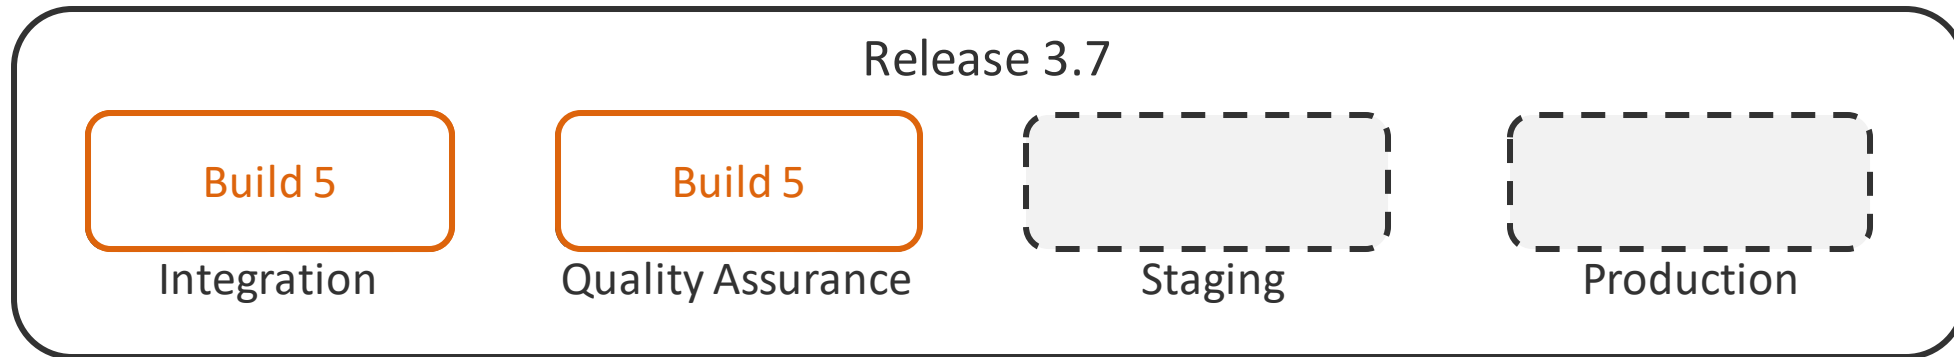 Release 3.7
Build 5
Build 5
Integration
Quality Assurance
Staging
Production